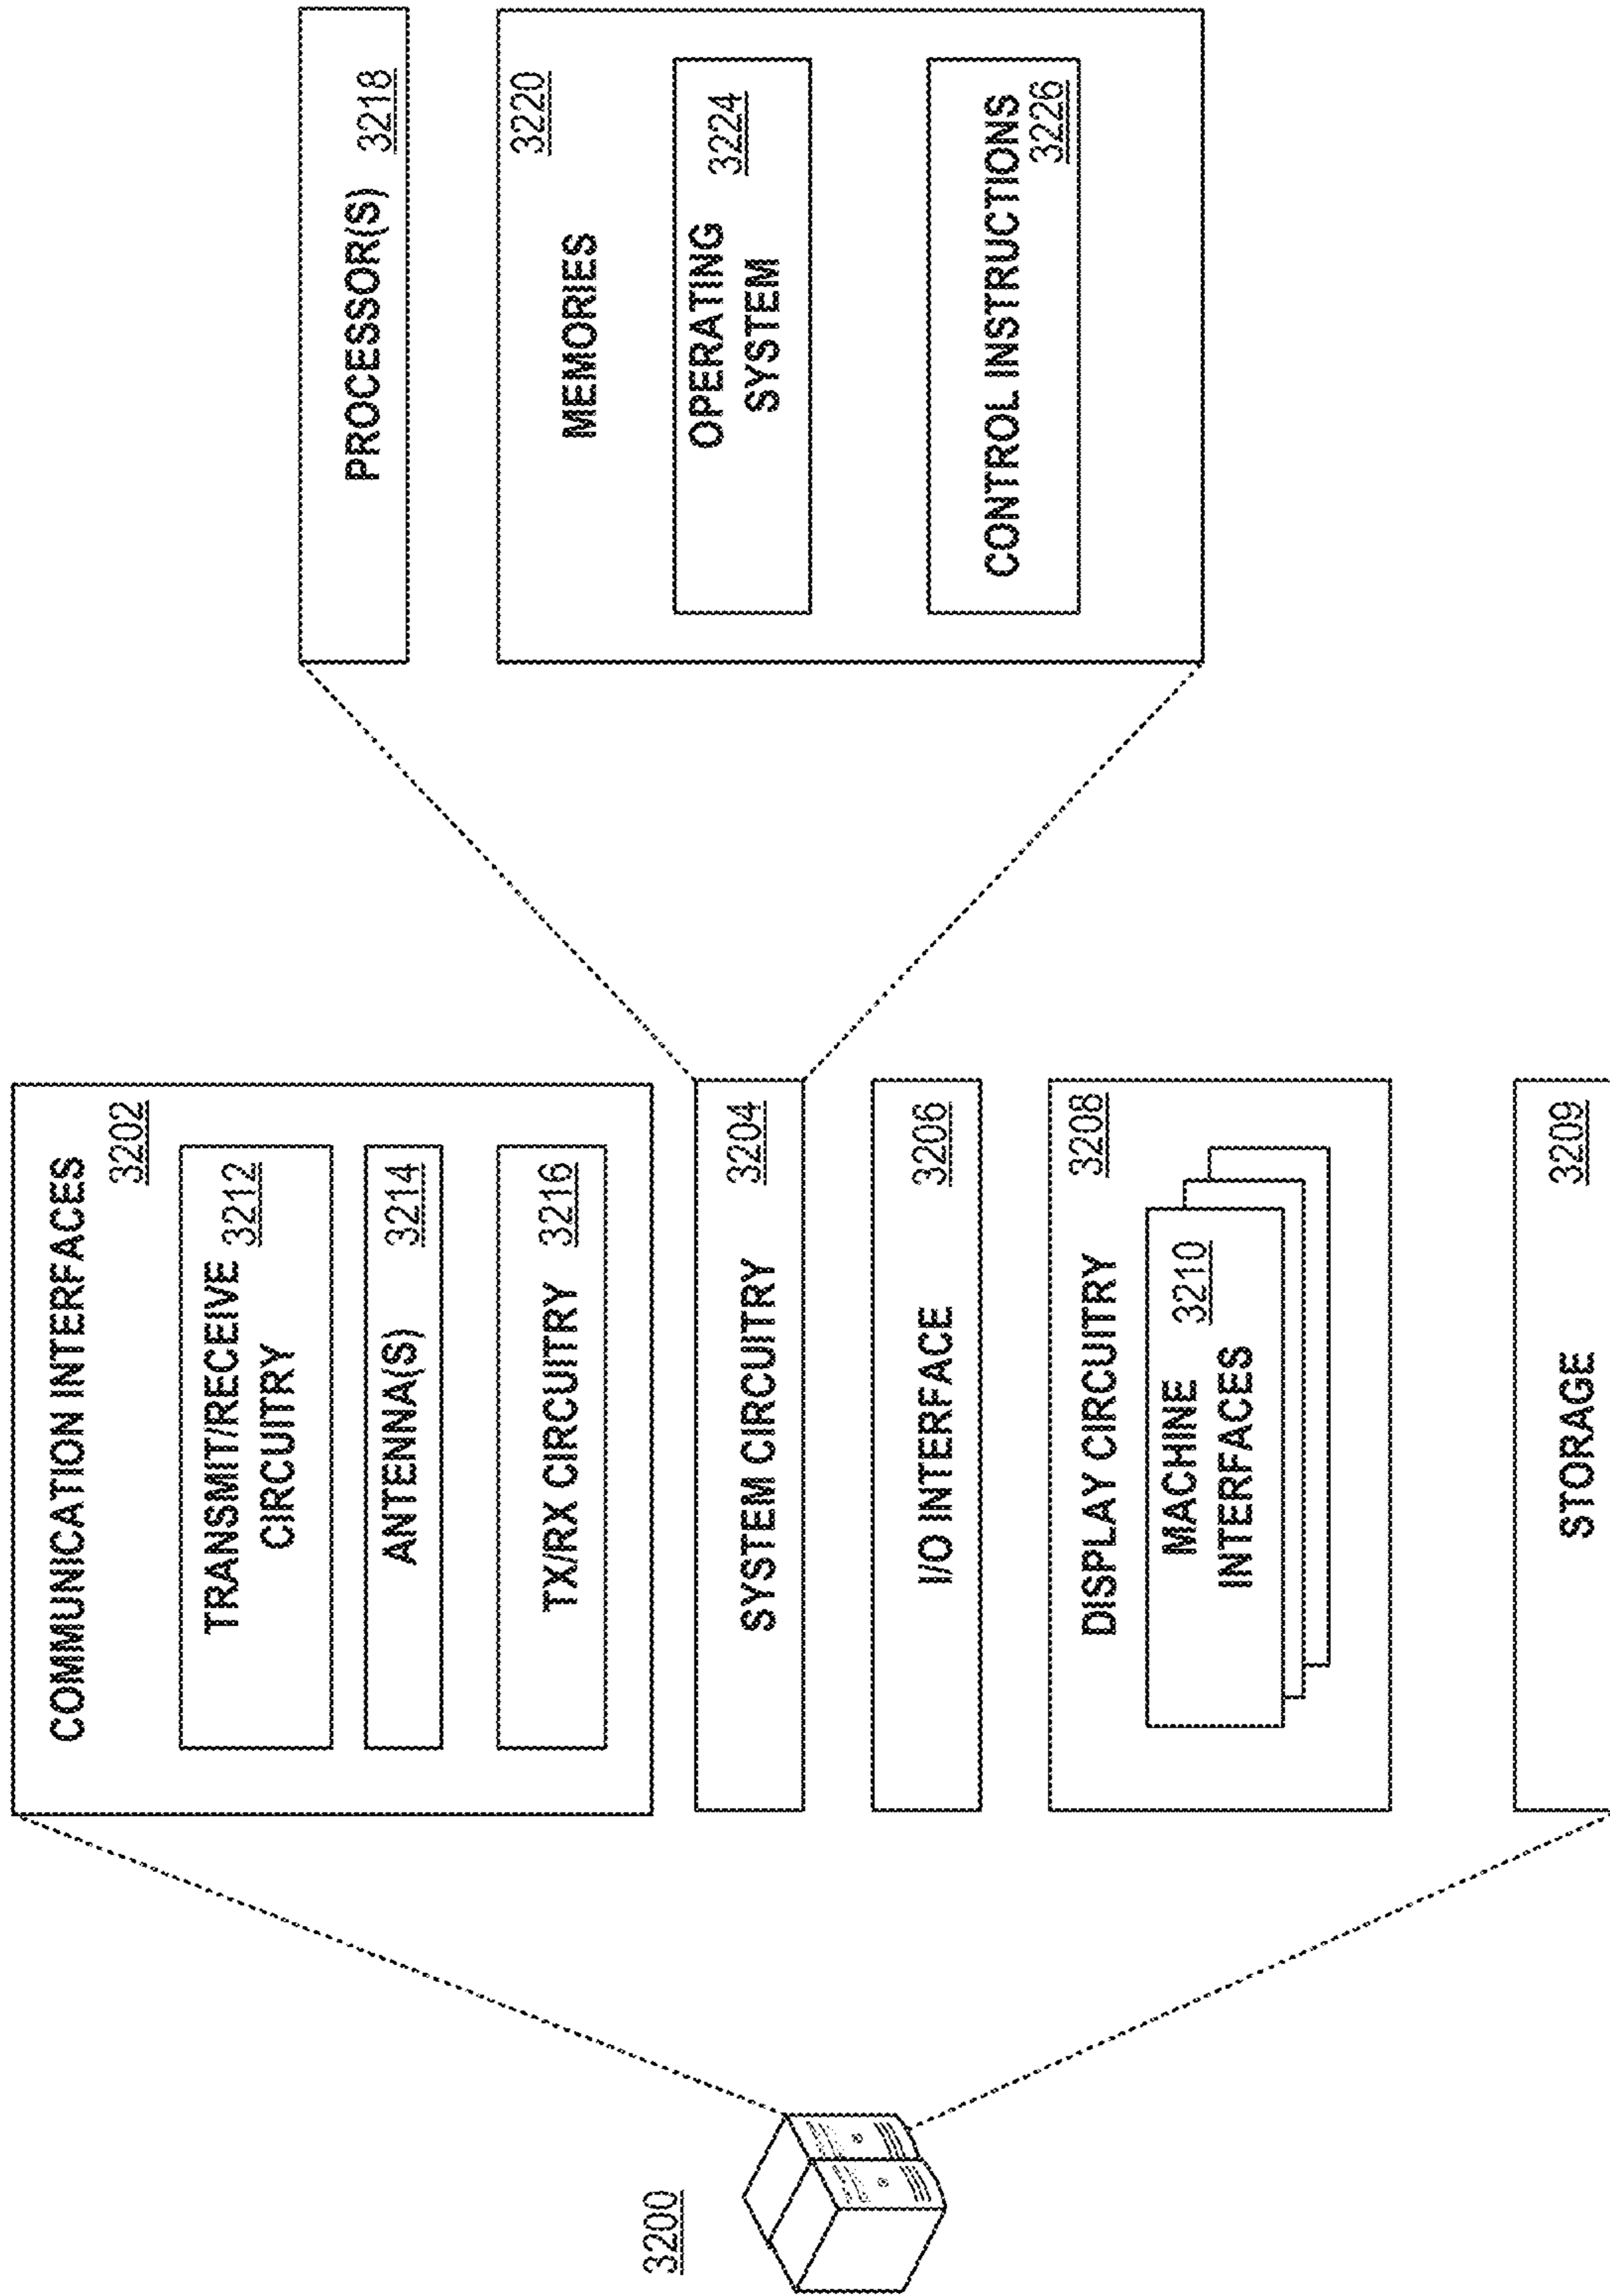 3200
COMMUNICATION INTERFACES
3202
TRANSMIT/RECEIVE
3212
CIRCUITRY
ANTENNA(S)
3214
TX/RX CIRCUITRY
3216
SYSTEM CIRCUITRY
3204
I/O INTERFACE
3206
DISPLAY CIRCUITRY
3208
MACHINE
3210
INTERFACES
STORAGE
3209
PROCESSOR(S)
3218
3220
MEMORIES
OPERATING
3224
SYSTEM
CONTROL INSTRUCTIONS
3226